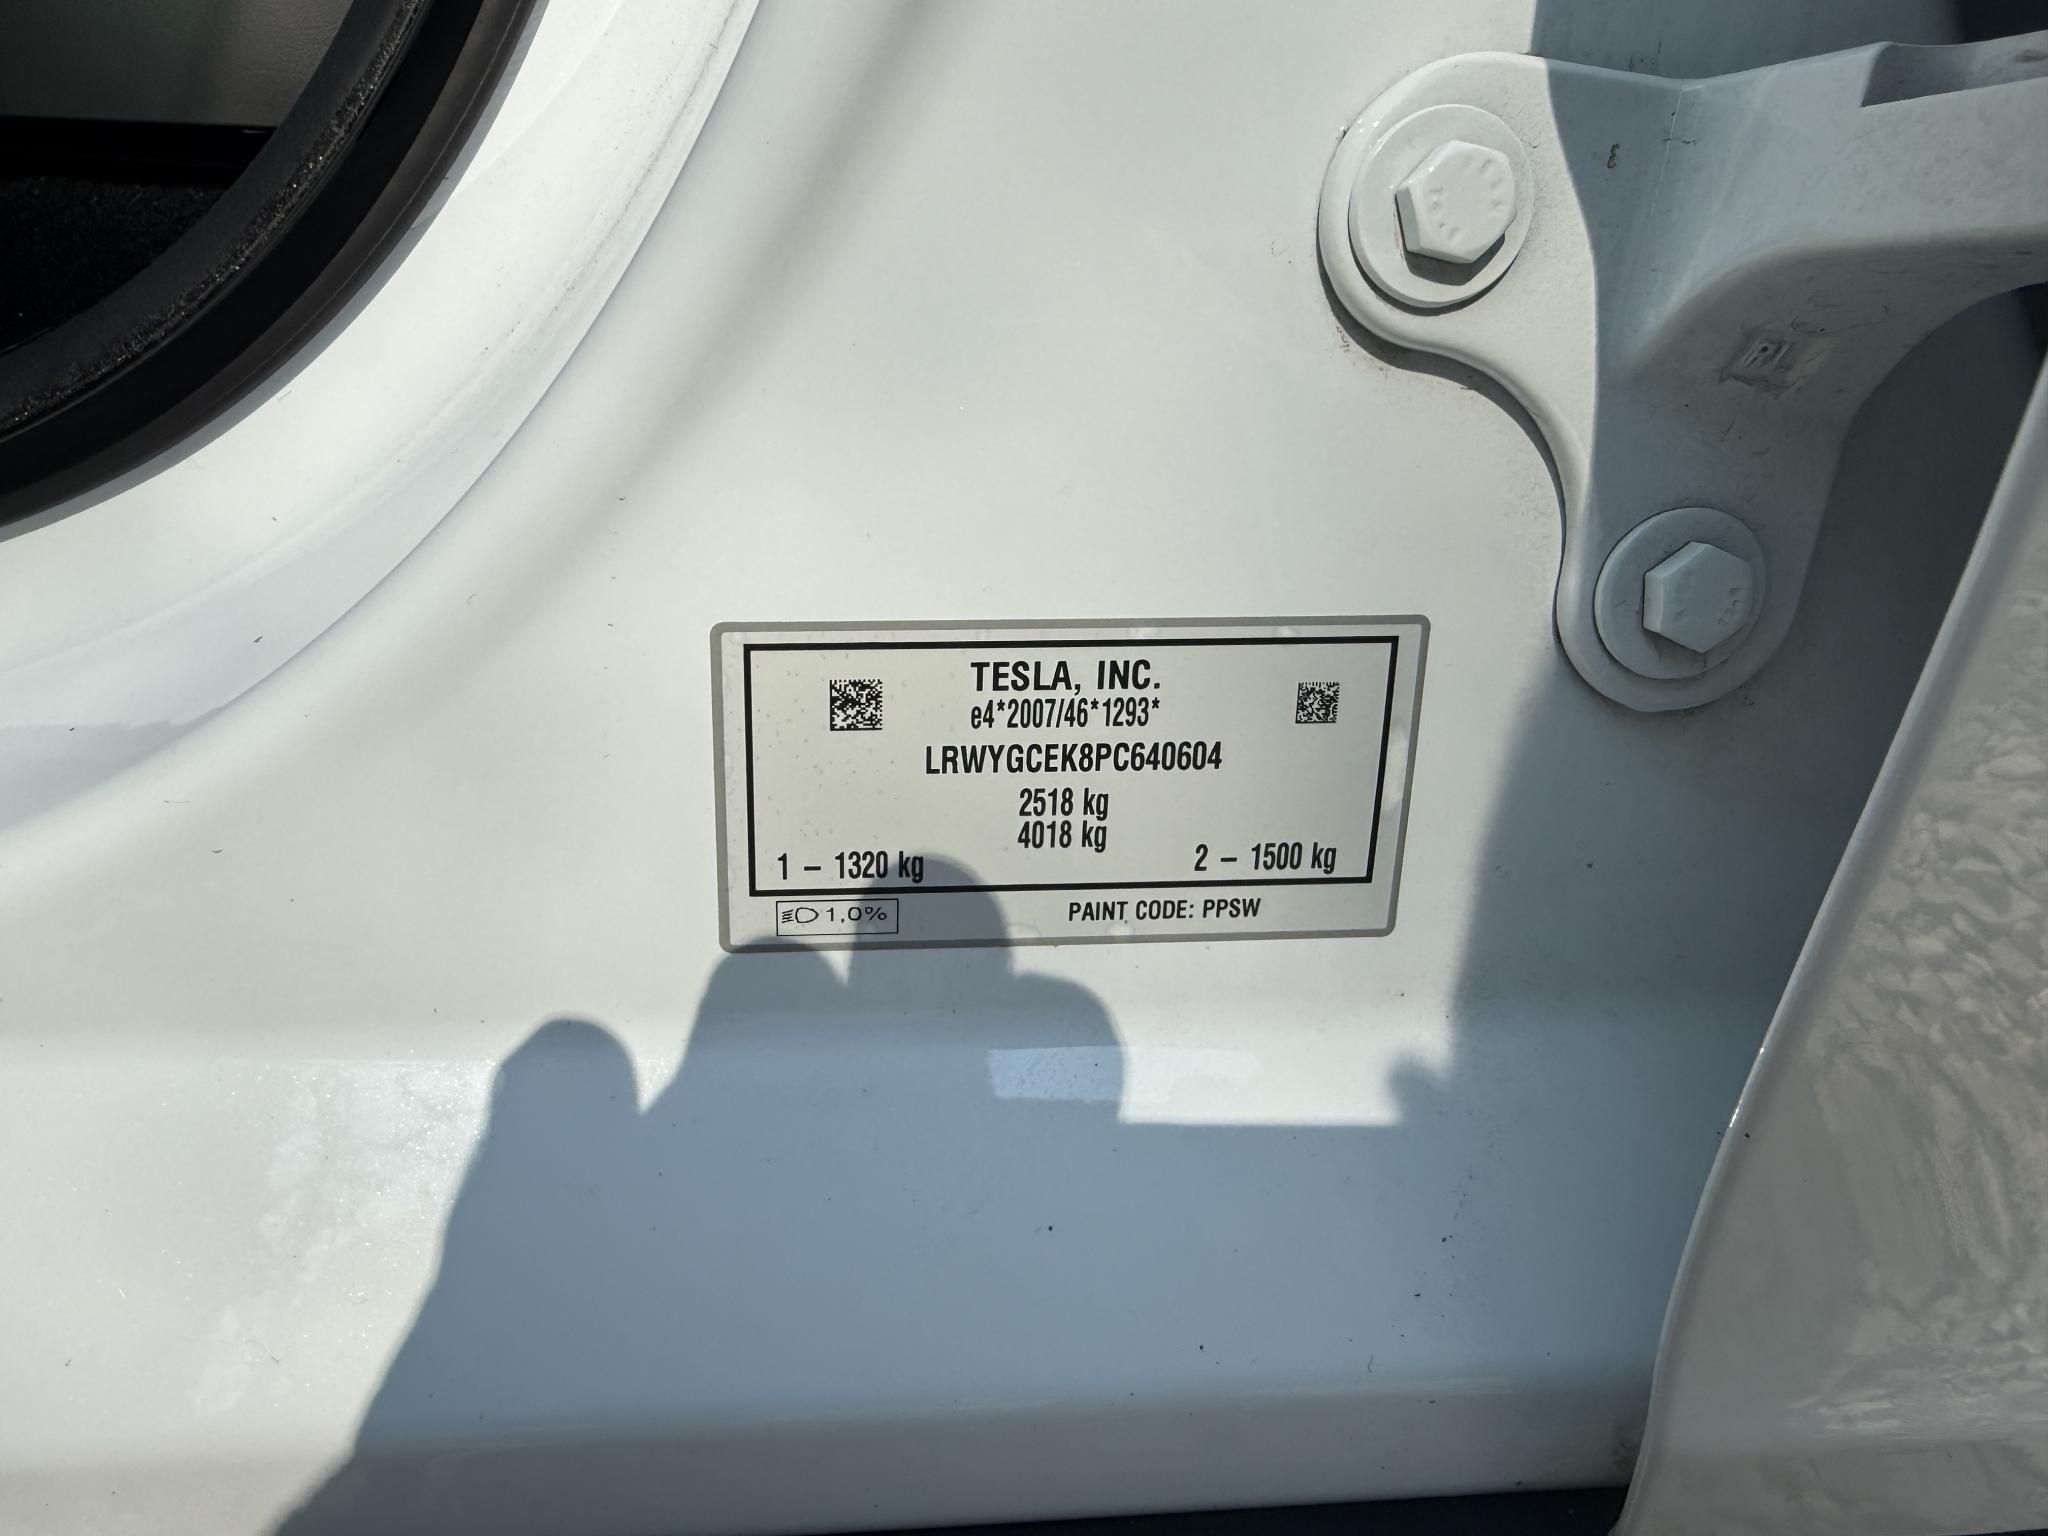 TESLA, INC.
e4*2007/46*1293*
LRWYGCEK8PC640604
2518 kg
4018 kg
1 – 1320 kg
2 – 1500 kg
1,0%
PAINT CODE: PPSW
RL